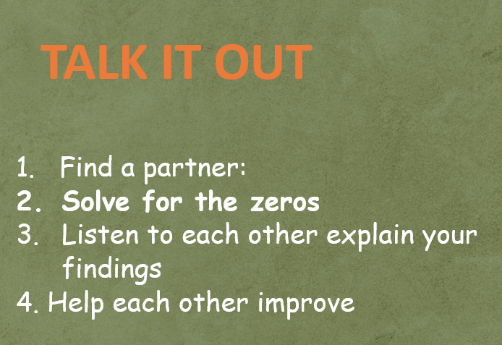 TALK IT OUT
1. Find a partner:
2. Solve for the zeros
3. Listen to each other explain your
findings
4. Help each other improve